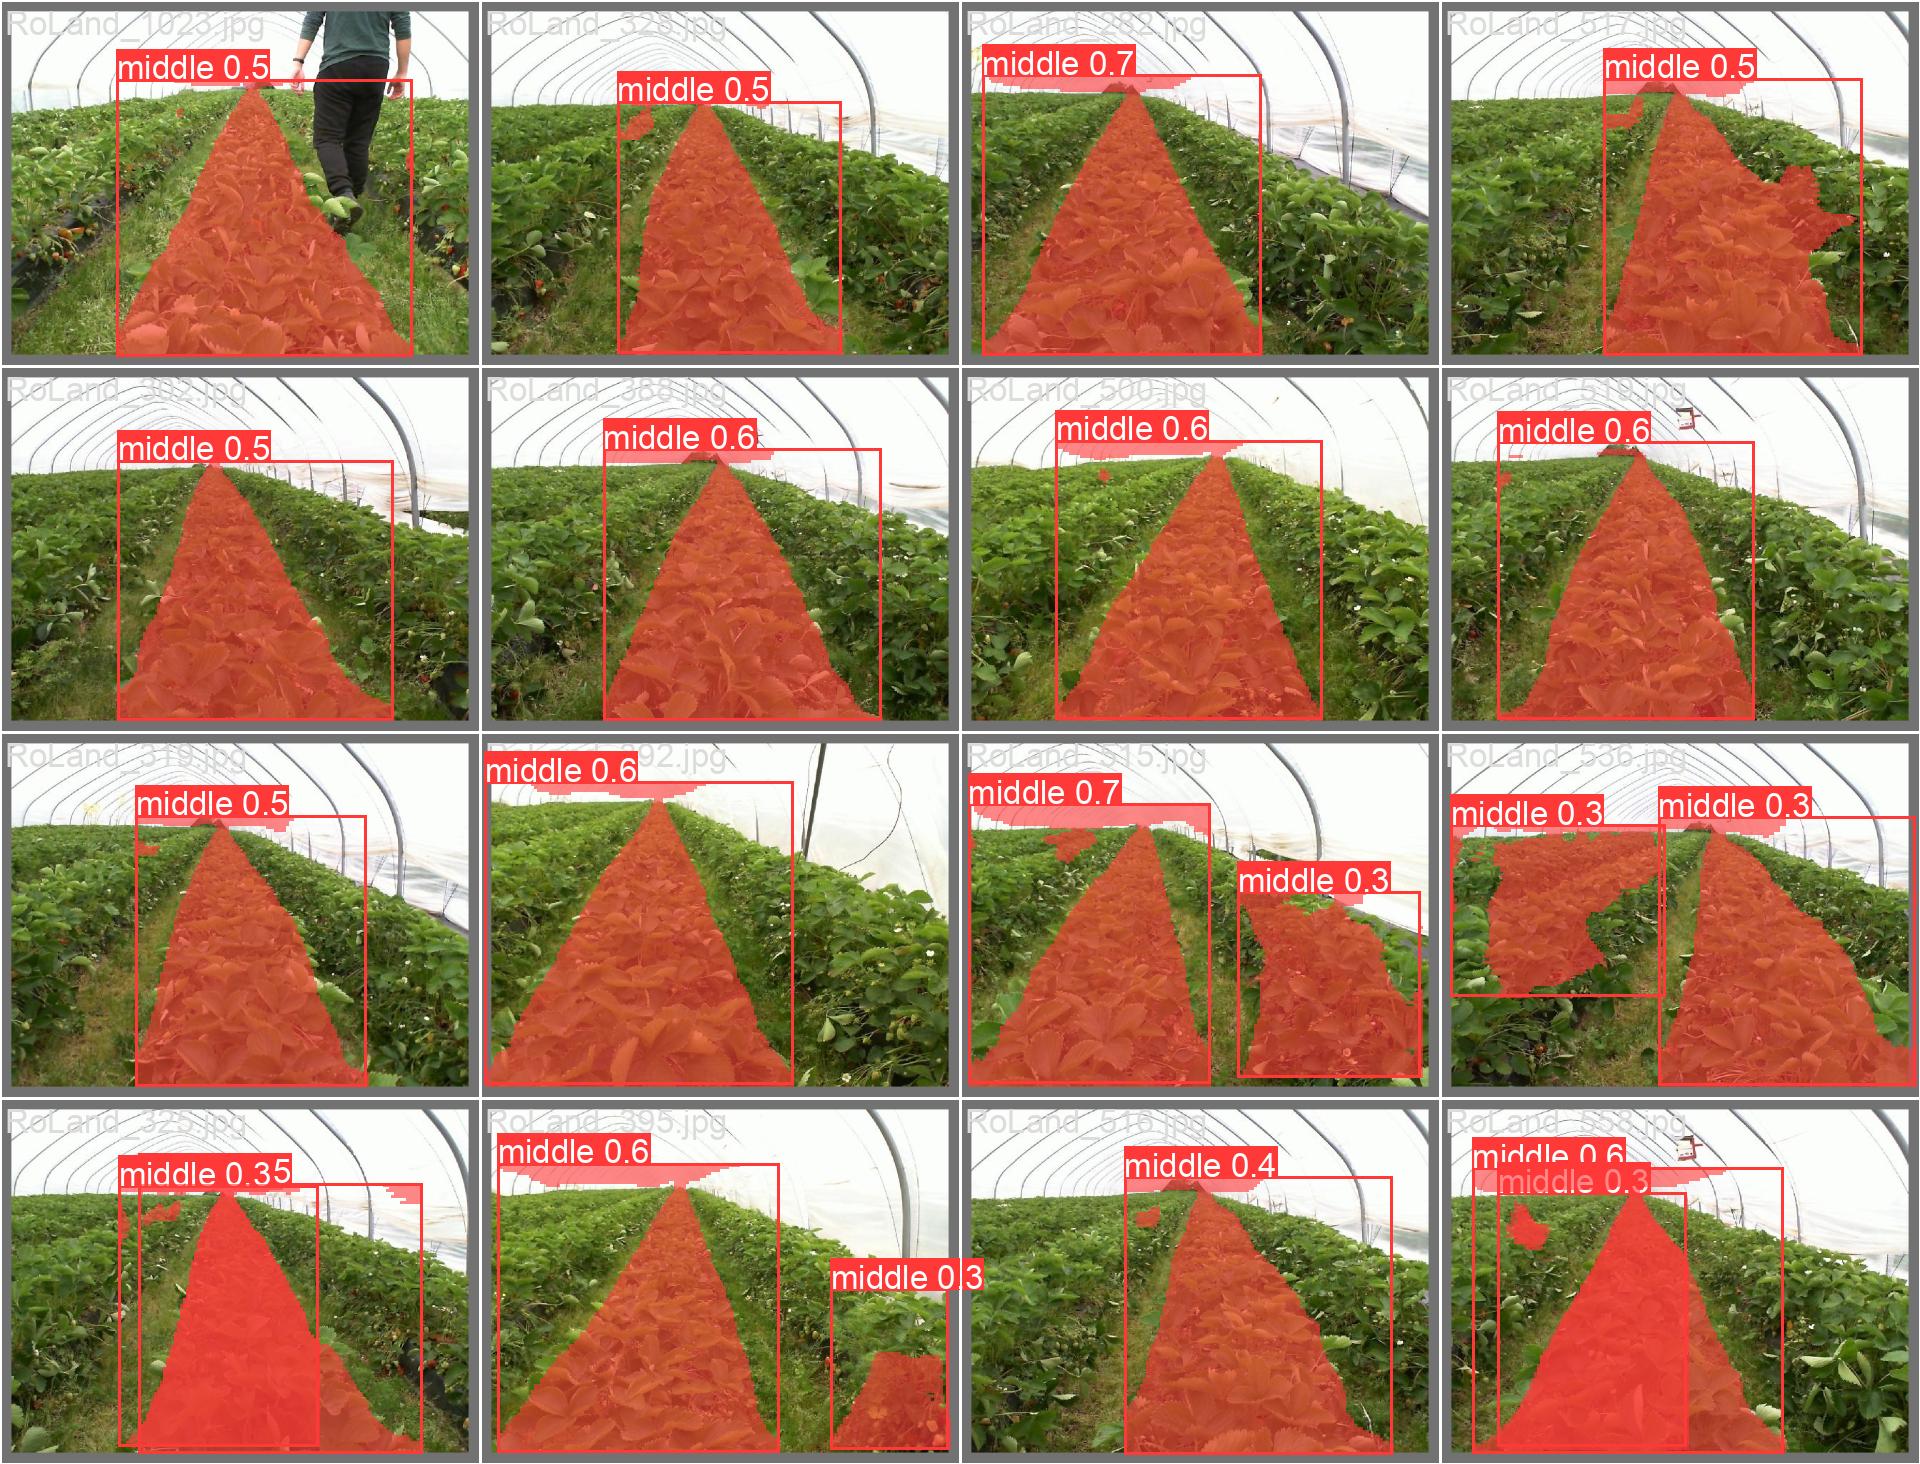 RoLand_1023.jpg
middle 0.5
RoLand_328.jpg
middle 0.5
RoLand_282.jpg
middle 0.7
RoLand_517.jpg
middle 0.5
RoLand_302.jpg
middle 0.5
RoLand_388.jpg
middle 0.6
RoLand_500.jpg
middle 0.6
RoLand_519.jpg
middle 0.6
RoLand_319.jpg
middle 0.5
92.jpg
middle 0.6
RoLand_515.jpg
middle 0.7
middle 0.3
RoLand_536.jpg
middle 0.3
middle 0.3
RoLand_325.jpg
middle 0.35
RoLand_395.jpg
middle 0.6
middle 0.3
RoLand_516.jpg
middle 0.4
RoLand_558.jpg
middle 0.6
middle 0.3